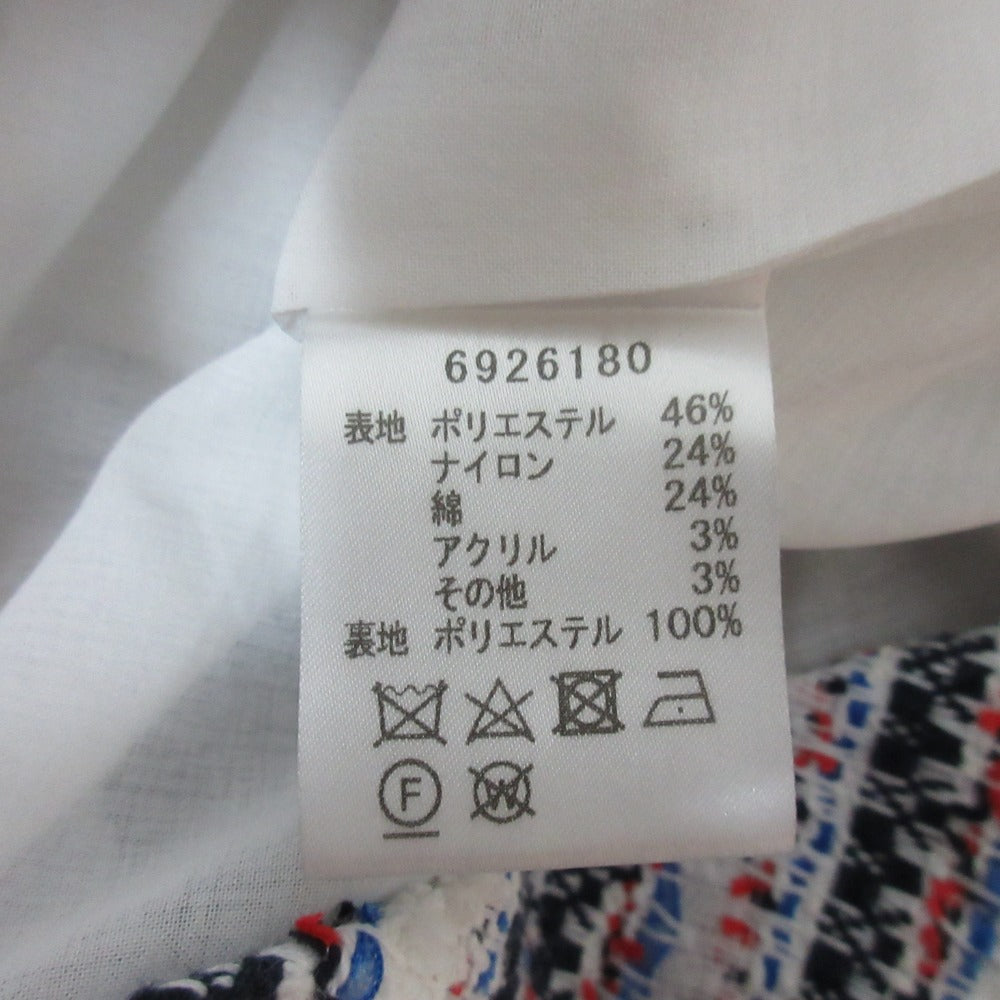 6926180
表地 ポリエステル 46%
ナイロン 24%
綿 24%
アクリル 3%
その他 3%
裏地 ポリエステル 100%
F W